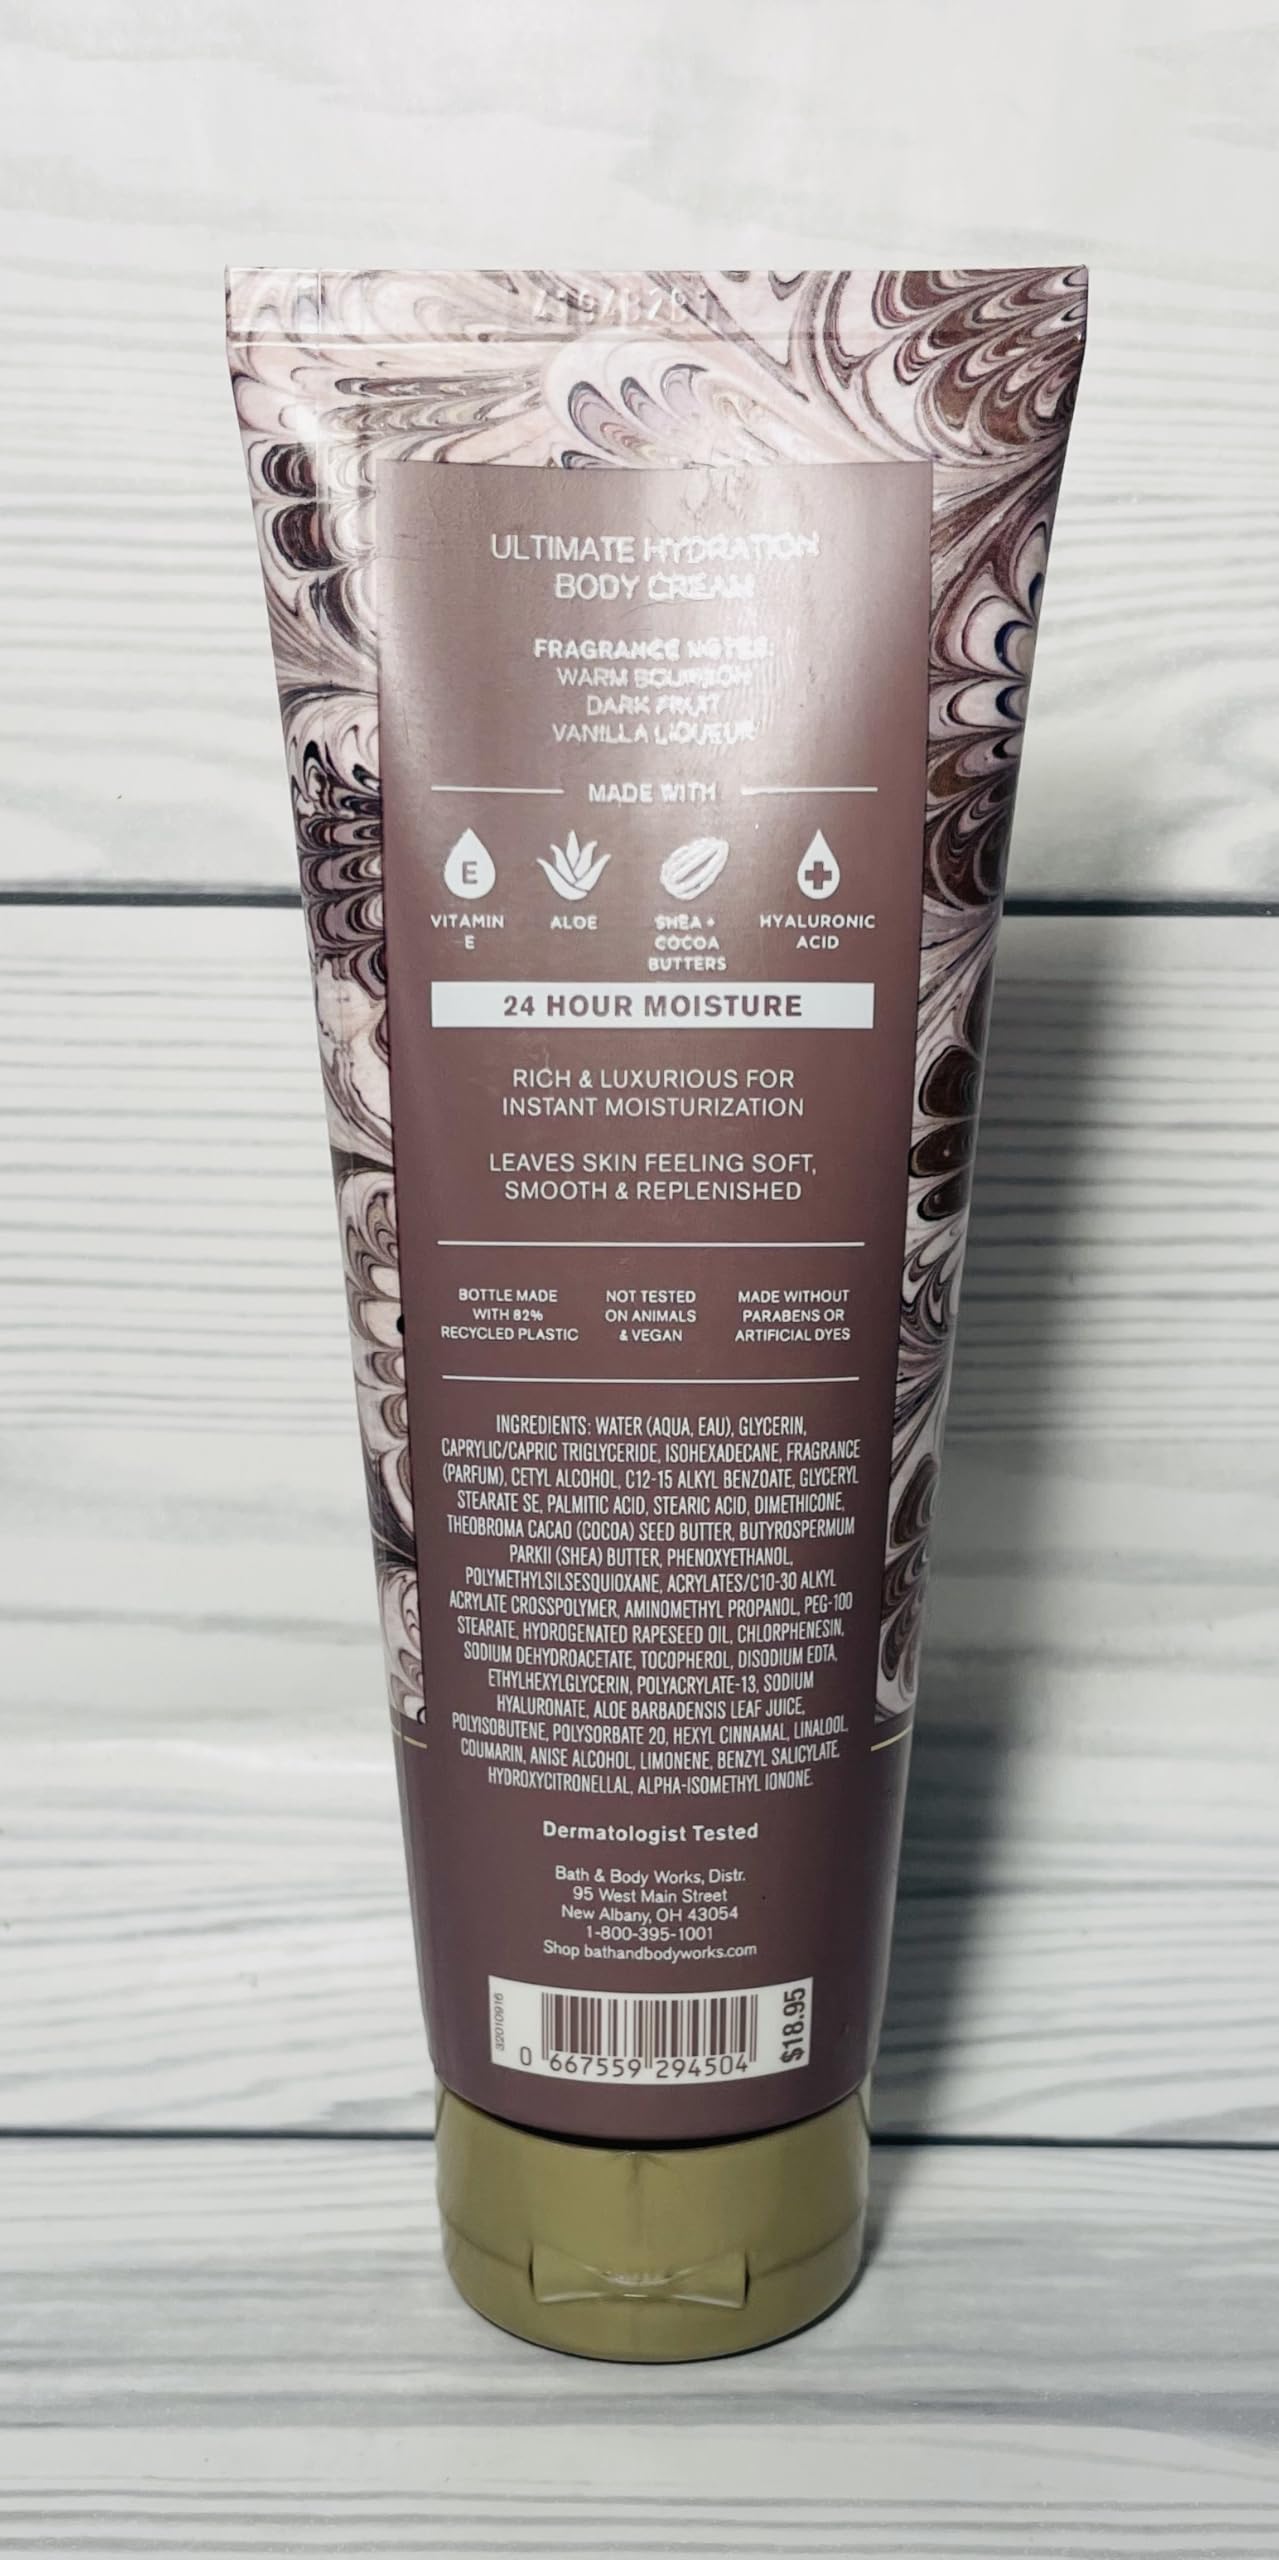 ULTIMATE HYDRATION
BODY CREAM
FRAGRANCE NOTES:
WARM BOURBON
DARK FRUIT
VANILLA LIQUEUR
MADE WITH
E
VITAMIN E
ALOE
SHEA + COCOA BUTTERS
HYALURONIC ACID
24 HOUR MOISTURE
RICH & LUXURIOUS FOR
INSTANT MOISTURIZATION
LEAVES SKIN FEELING SOFT,
SMOOTH & REPLENISHED
BOTTLE MADE
WITH 82%
RECYCLED PLASTIC
NOT TESTED
ON ANIMALS
& VEGAN
MADE WITHOUT
PARABENS OR
ARTIFICIAL DYES
INGREDIENTS: WATER (AQUA, EAU), GLYCERIN,
CAPRYLIC/CAPRIC TRIGLYCERIDE, ISOHEXADECANE, FRAGRANCE
(PARFUM), CETYL ALCOHOL, C12-15 ALKYL BENZOATE, GLYCERYL
STEARATE SE, PALMITIC ACID, STEARIC ACID, DIMETHICONE,
THEOBROMA CACAO (COCOA) SEED BUTTER, BUTYROSPERMUM
PARKII (SHEA) BUTTER, PHENOXYETHANOL,
POLYMETHYLSILSESQUIOXANE, ACRYLATES/C10-30 ALKYL
ACRYLATE CROSSPOLYMER, AMINOMETHYL PROPANOL, PEG-100
STEARATE, HYDROGENATED RAPESEED OIL, CHLORPHENESIN,
SODIUM DEHYDROACETATE, TOCOPHEROL, DISODIUM EDTA,
ETHYLHEXYLGLYCERIN, POLYACRYLATE-13, SODIUM
HYALURONATE, ALOE BARBADENSIS LEAF JUICE,
POLYISOBUTENE, POLYSORBATE 20, HEXYL CINNAMAL, LINALOOL,
COUMARIN, ANISE ALCOHOL, LIMONENE, BENZYL SALICYLATE,
HYDROXYCITRONELLAL, ALPHA-ISOMETHYL IONONE.
Dermatologist Tested
Bath & Body Works, Distr.
95 West Main Street
New Albany, OH 43054
1-800-395-1001
Shop bathandbodyworks.com
32010916
0 667559 294504
$18.95